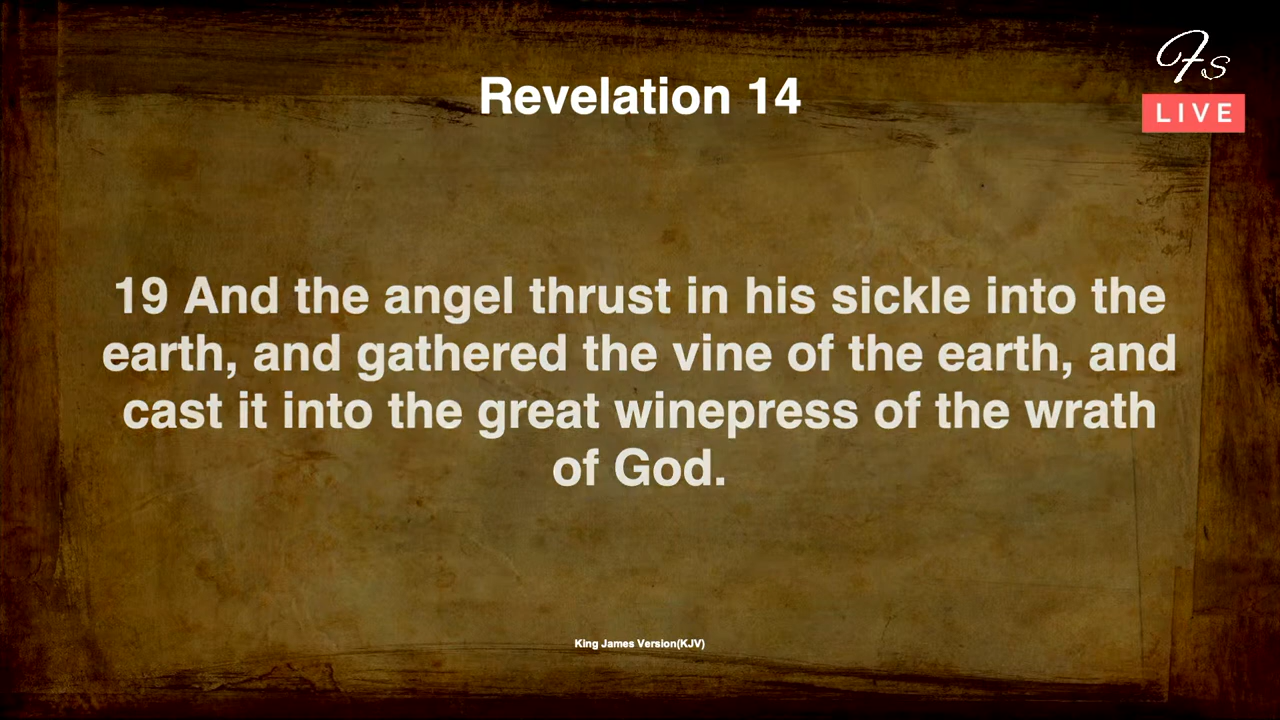 Fs
LIVE
Revelation 14
19 And the angel thrust in his sickle into the
earth, and gathered the vine of the earth, and
cast it into the great winepress of the wrath
of God.
King James Version(KJV)